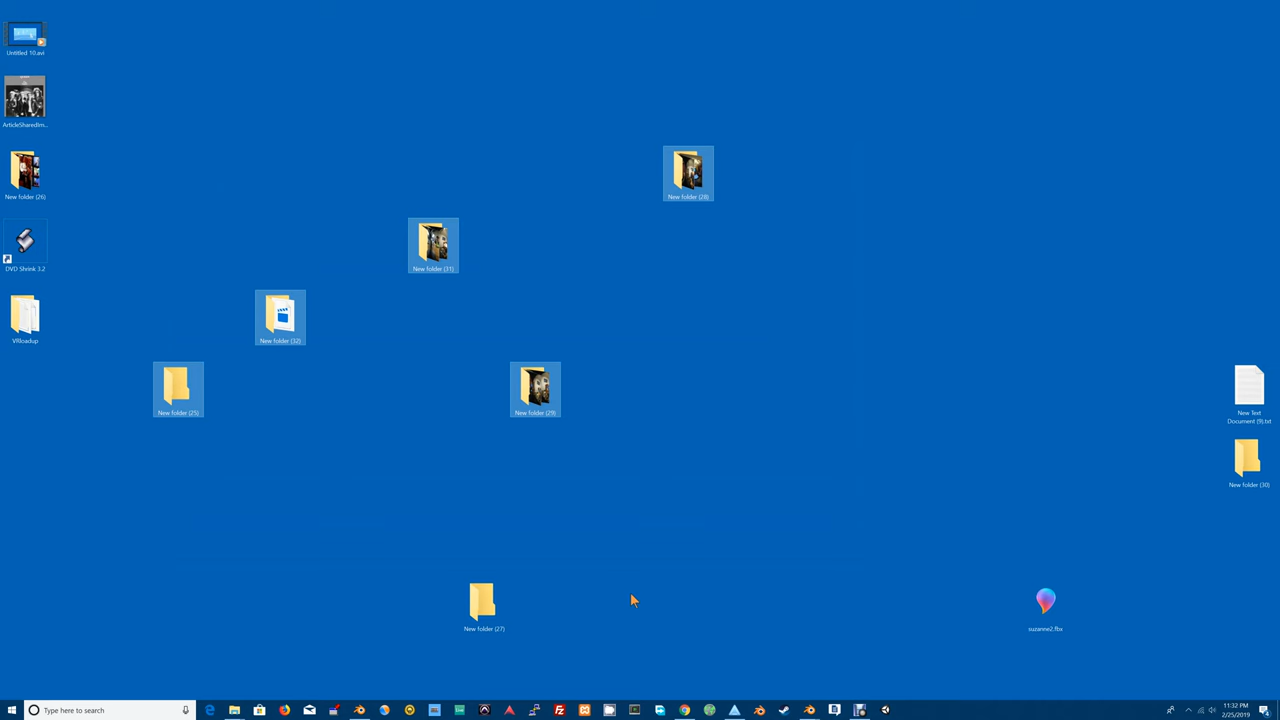 Untitled 10.avi
ArticleSharedIm...
New folder (26)
DVD Shrink 3.2
VRloadup
New folder (28)
New folder (31)
New folder (32)
New folder (25)
New folder (29)
New Text
Document (9).txt
New folder (30)
New folder (27)
suzanne2.fbx
Type here to search
11:32 PM
2/25/2019